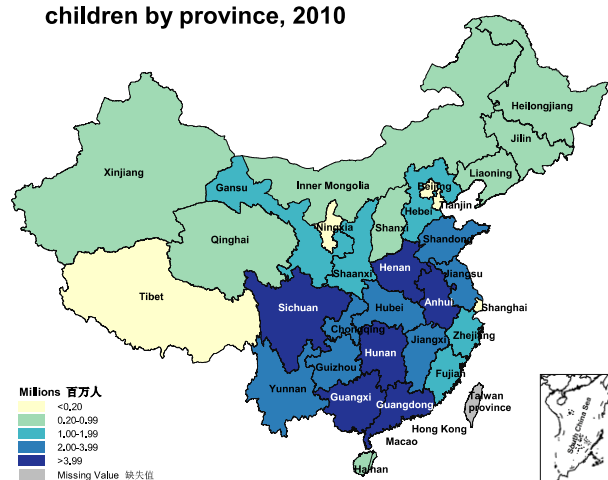 children by province, 2010
Heilongjiang
Jilin
Xinjiang
Liaoning
Inner Mongolia
Gansu
Beijing
Tianjin
Hebei
Ningxia
Shanxi
Qinghai
Shandong
Shaanxi
Henan
Jiangsu
Tibet
Sichuan
Hubei
Anhui
Shanghai
Chongqing
Zhejiang
Jiangxi
Hunan
Guizhou
Fujian
Yunnan
Guangxi
Guangdong
Taiwan
province
Hong Kong
Macao
Hainan
South China Sea
Millions 百万人
<0.20
0.20-0.99
1.00-1.99
2.00-3.99
>3.99
Missing Value 缺失值